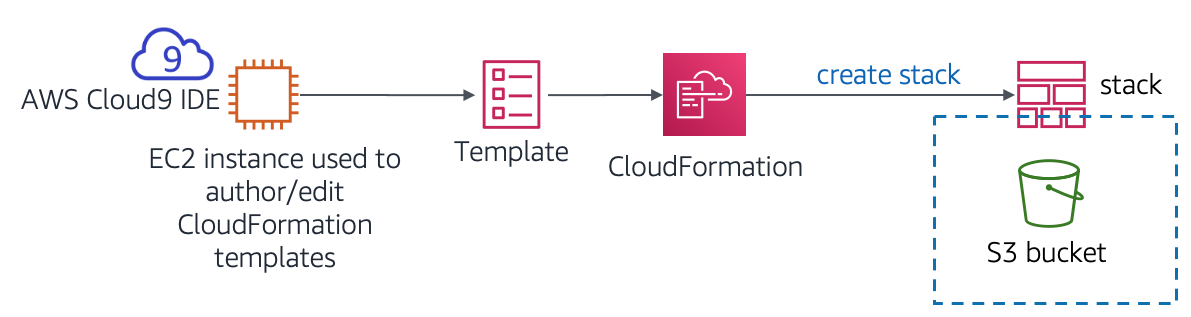 9
AWS Cloud9 IDE
EC2 instance used to
author/edit
CloudFormation
templates
Template
CloudFormation
create stack
stack
S3 bucket